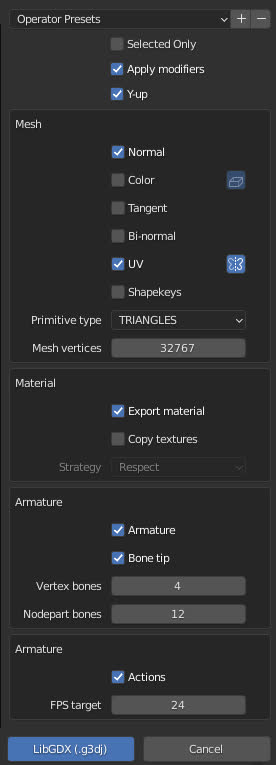 Operator Presets + −
Selected Only
Apply modifiers
Y-up
Mesh
Normal
Color
Tangent
Bi-normal
UV
Shapekeys
Primitive type TRIANGLES
Mesh vertices 32767
Material
Export material
Copy textures
Strategy Respect
Armature
Armature
Bone tip
Vertex bones 4
Nodepart bones 12
Armature
Actions
FPS target 24
LibGDX (.g3dj) Cancel